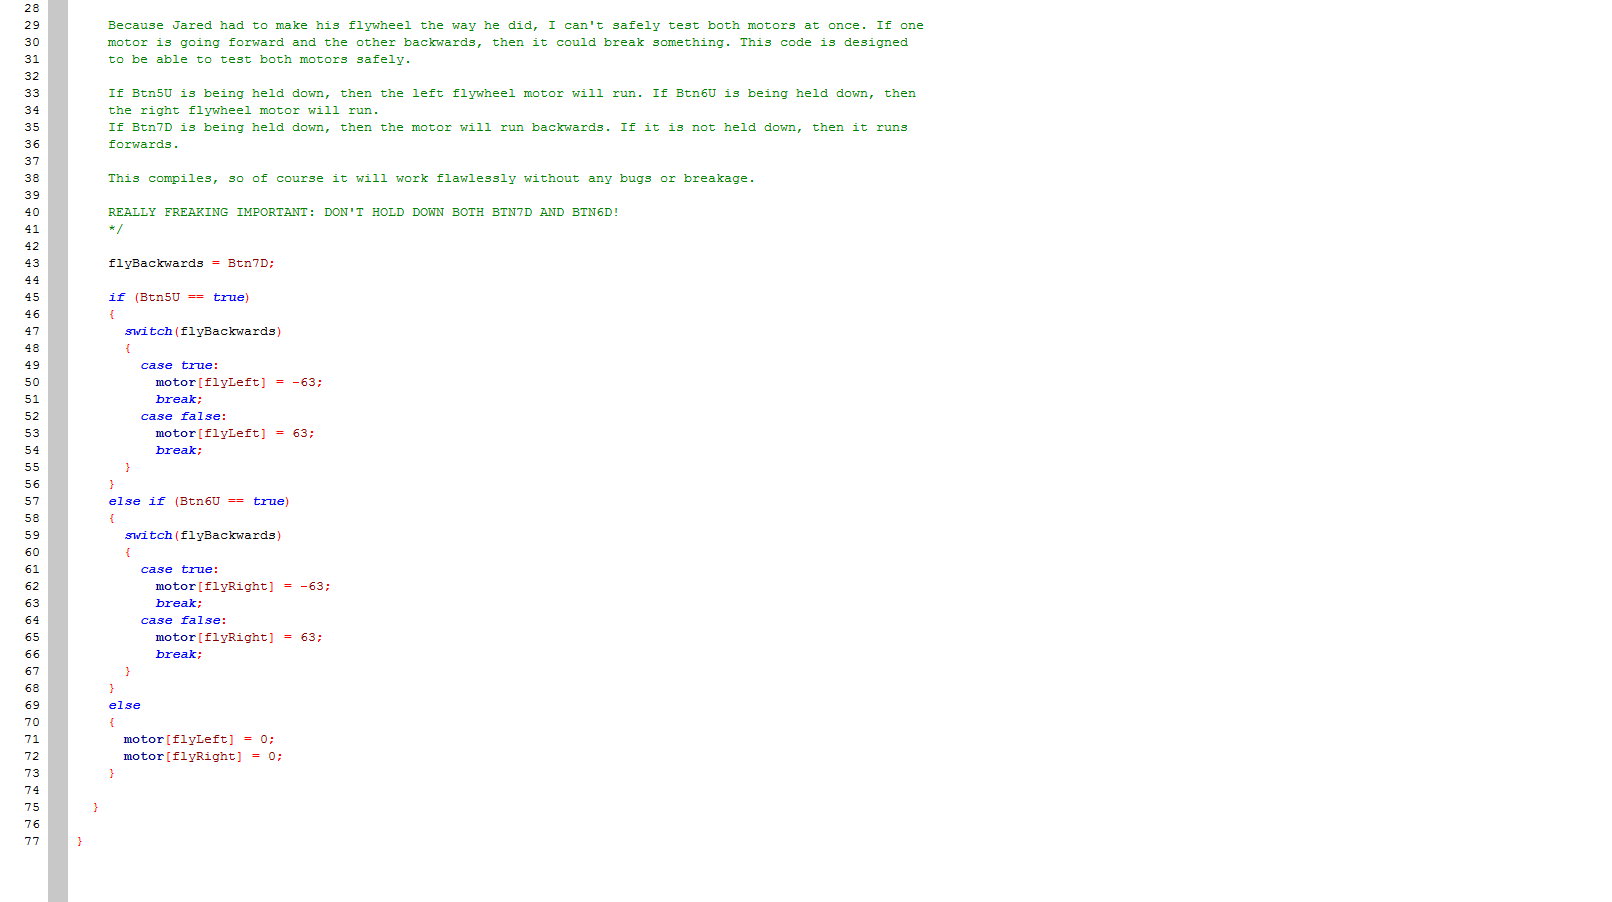 28
29 Because Jared had to make his flywheel the way he did, I can't safely test both motors at once. If one
30 motor is going forward and the other backwards, then it could break something. This code is designed
31 to be able to test both motors safely.
32
33 If Btn5U is being held down, then the left flywheel motor will run. If Btn6U is being held down, then
34 the right flywheel motor will run.
35 If Btn7D is being held down, then the motor will run backwards. If it is not held down, then it runs
36 forwards.
37
38 This compiles, so of course it will work flawlessly without any bugs or breakage.
39
40 REALLY FREAKING IMPORTANT: DON'T HOLD DOWN BOTH BTN7D AND BTN6D!
41 */
42
43 flyBackwards = Btn7D;
44
45 if (Btn5U == true)
46 {
47 switch(flyBackwards)
48 {
49 case true:
50 motor[flyLeft] = -63;
51 break;
52 case false:
53 motor[flyLeft] = 63;
54 break;
55 }
56 }
57 else if (Btn6U == true)
58 {
59 switch(flyBackwards)
60 {
61 case true:
62 motor[flyRight] = -63;
63 break;
64 case false:
65 motor[flyRight] = 63;
66 break;
67 }
68 }
69 else
70 {
71 motor[flyLeft] = 0;
72 motor[flyRight] = 0;
73 }
74
75 }
76
77 }